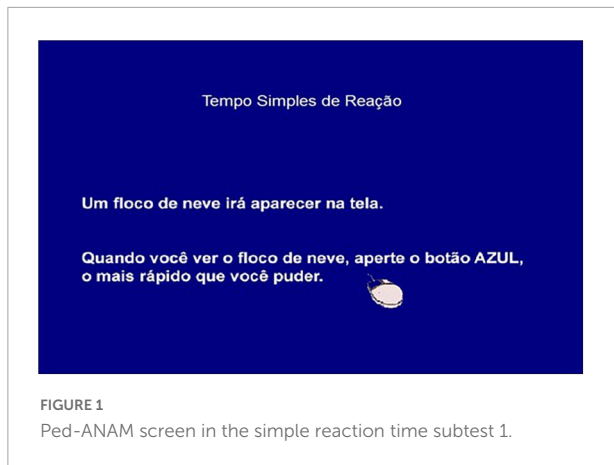 Tempo Simples de Reação
Um floco de neve irá aparecer na tela.
Quando você ver o floco de neve, aperte o botão AZUL,
o mais rápido que você puder.
FIGURE 1
Ped-ANAM screen in the simple reaction time subtest 1.